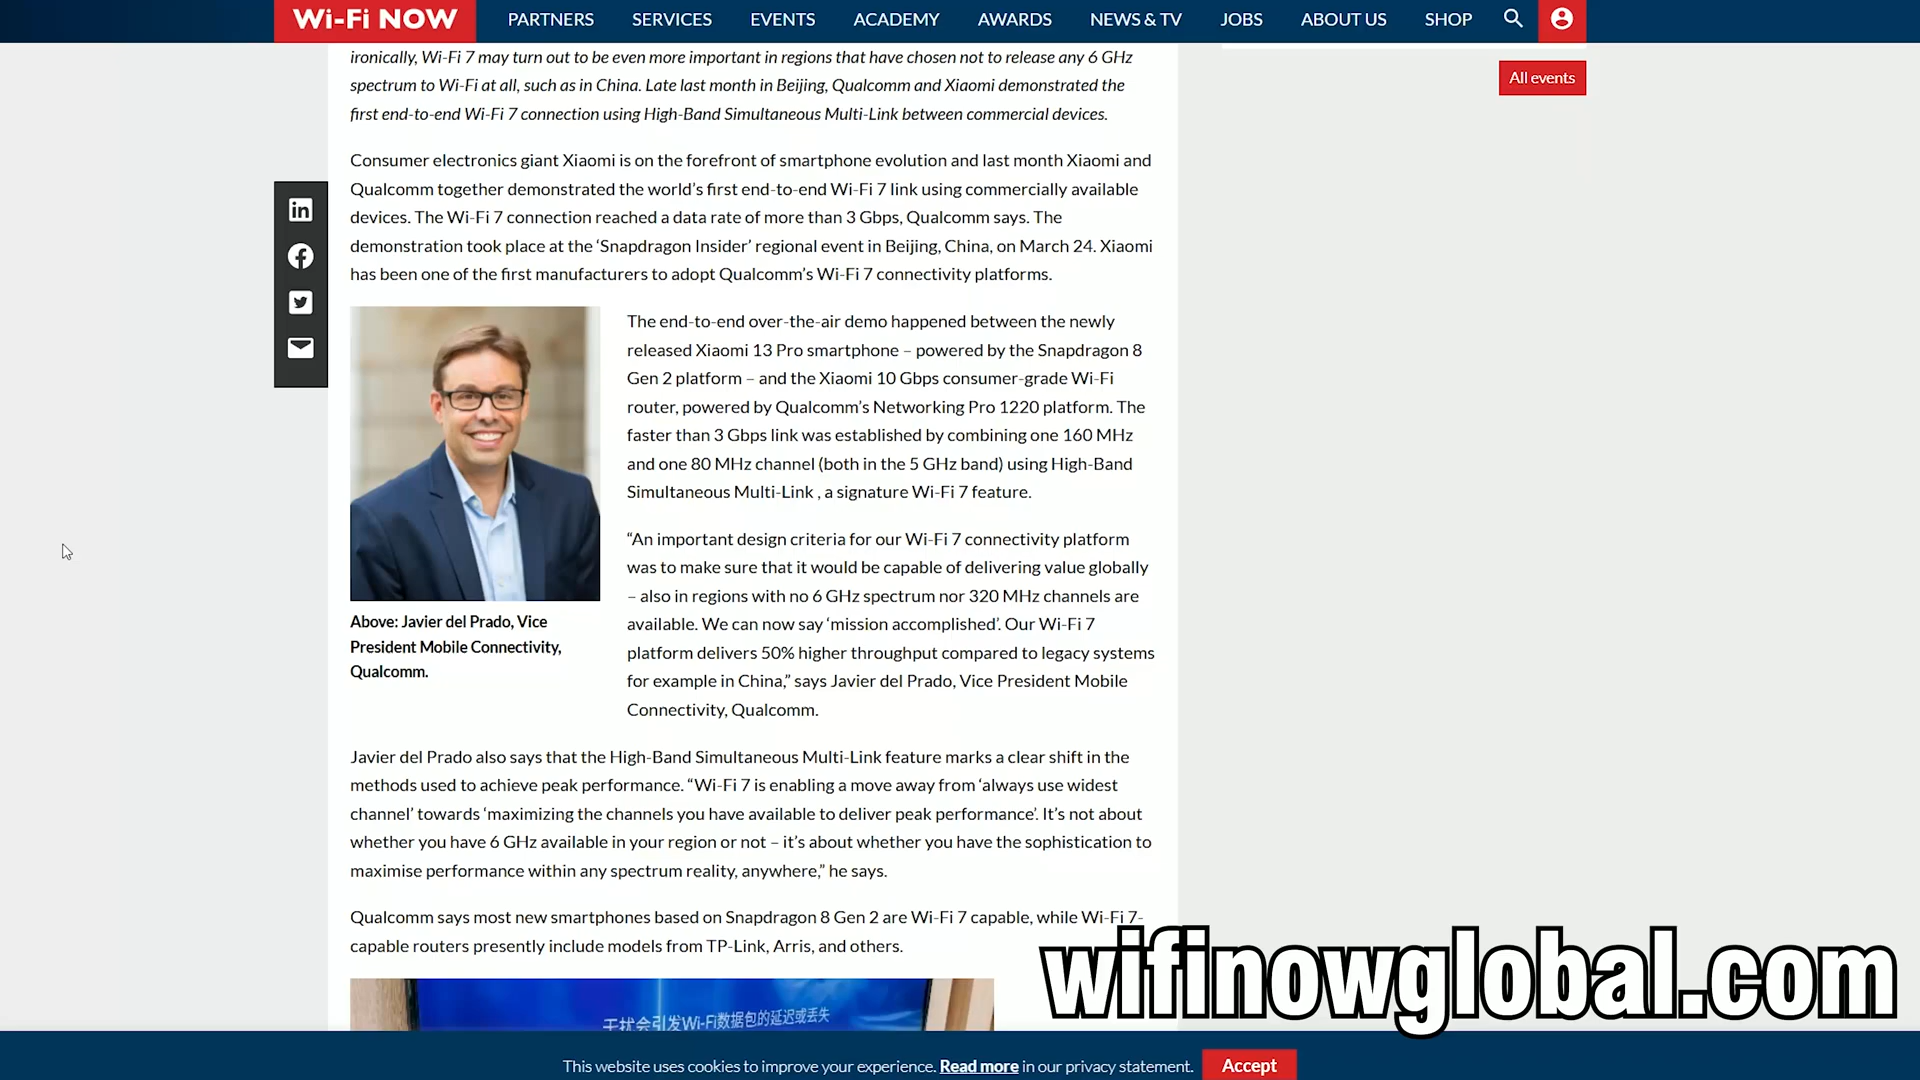 Wi-Fi NOW
PARTNERS SERVICES EVENTS ACADEMY AWARDS NEWS & TV JOBS ABOUT US SHOP
ironically, Wi-Fi 7 may turn out to be even more important in regions that have chosen not to release any 6 GHz
spectrum to Wi-Fi at all, such as in China. Late last month in Beijing, Qualcomm and Xiaomi demonstrated the
first end-to-end Wi-Fi 7 connection using High-Band Simultaneous Multi-Link between commercial devices.
All events
Consumer electronics giant Xiaomi is on the forefront of smartphone evolution and last month Xiaomi and
Qualcomm together demonstrated the world’s first end-to-end Wi-Fi 7 link using commercially available
devices. The Wi-Fi 7 connection reached a data rate of more than 3 Gbps, Qualcomm says. The
demonstration took place at the ‘Snapdragon Insider’ regional event in Beijing, China, on March 24. Xiaomi
has been one of the first manufacturers to adopt Qualcomm’s Wi-Fi 7 connectivity platforms.
The end-to-end over-the-air demo happened between the newly
released Xiaomi 13 Pro smartphone – powered by the Snapdragon 8
Gen 2 platform – and the Xiaomi 10 Gbps consumer-grade Wi-Fi
router, powered by Qualcomm’s Networking Pro 1220 platform. The
faster than 3 Gbps link was established by combining one 160 MHz
and one 80 MHz channel (both in the 5 GHz band) using High-Band
Simultaneous Multi-Link , a signature Wi-Fi 7 feature.
“An important design criteria for our Wi-Fi 7 connectivity platform
was to make sure that it would be capable of delivering value globally
– also in regions with no 6 GHz spectrum nor 320 MHz channels are
available. We can now say ‘mission accomplished’. Our Wi-Fi 7
platform delivers 50% higher throughput compared to legacy systems
for example in China,” says Javier del Prado, Vice President Mobile
Connectivity, Qualcomm.
Above: Javier del Prado, Vice
President Mobile Connectivity,
Qualcomm.
Javier del Prado also says that the High-Band Simultaneous Multi-Link feature marks a clear shift in the
methods used to achieve peak performance. “Wi-Fi 7 is enabling a move away from ‘always use widest
channel’ towards ‘maximizing the channels you have available to deliver peak performance’. It’s not about
whether you have 6 GHz available in your region or not – it’s about whether you have the sophistication to
maximise performance within any spectrum reality, anywhere,” he says.
Qualcomm says most new smartphones based on Snapdragon 8 Gen 2 are Wi-Fi 7 capable, while Wi-Fi 7-
capable routers presently include models from TP-Link, Arris, and others.
干扰会引发Wi-Fi数据包的延迟或丢失
wifinowglobal.com
This website uses cookies to improve your experience. Read more in our privacy statement. Accept